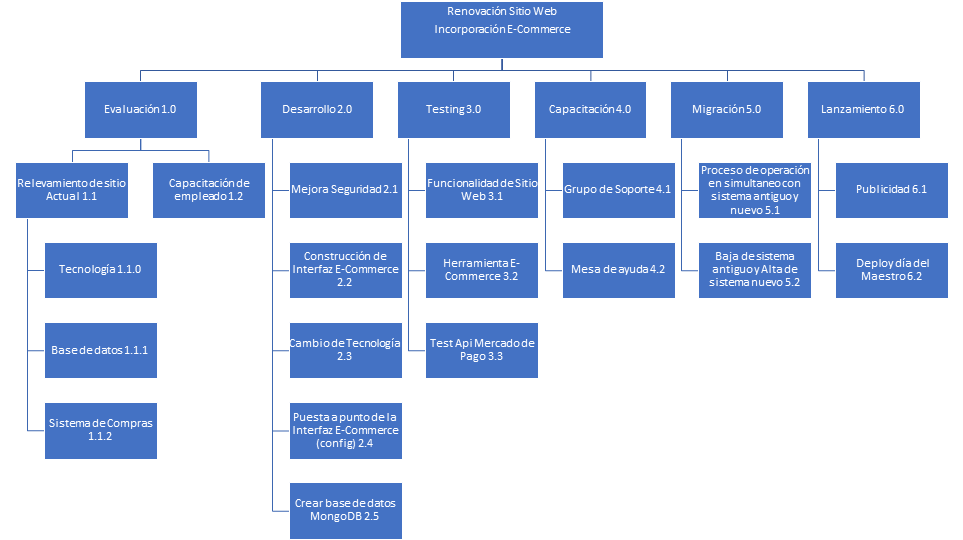 Renovación Sitio Web
Incorporación E-Commerce
Evaluación 1.0
Desarrollo 2.0
Testing 3.0
Capacitación 4.0
Migración 5.0
Lanzamiento 6.0
Relevamiento de sitio
Actual 1.1
Capacitación de
empleado 1.2
Tecnología 1.1.0
Base de datos 1.1.1
Sistema de Compras
1.1.2
Mejora Seguridad 2.1
Construcción de
Interfaz E-Commerce
2.2
Cambio de Tecnología
2.3
Puesta a punto de la
Interfaz E-Commerce
(config) 2.4
Crear base de datos
MongoDB 2.5
Funcionalidad de Sitio
Web 3.1
Herramienta E-
Commerce 3.2
Test Api Mercado de
Pago 3.3
Grupo de Soporte 4.1
Mesa de ayuda 4.2
Proceso de operación
en simultaneo con
sistema antiguo y
nuevo 5.1
Baja de sistema
antiguo y Alta de
sistema nuevo 5.2
Publicidad 6.1
Deploy día del
Maestro 6.2